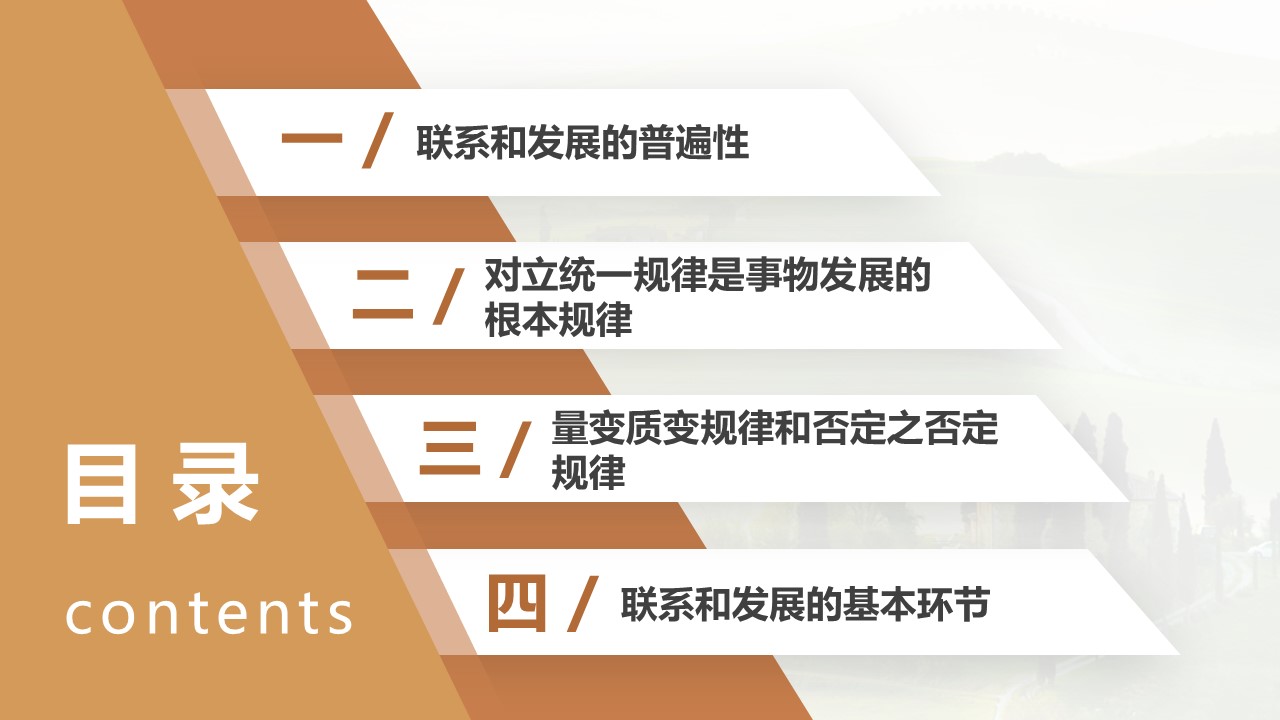 一 / 联系和发展的普遍性
二 / 对立统一规律是事物发展的
根本规律
三 / 量变质变规律和否定之否定
规律
四 / 联系和发展的基本环节
目录
contents